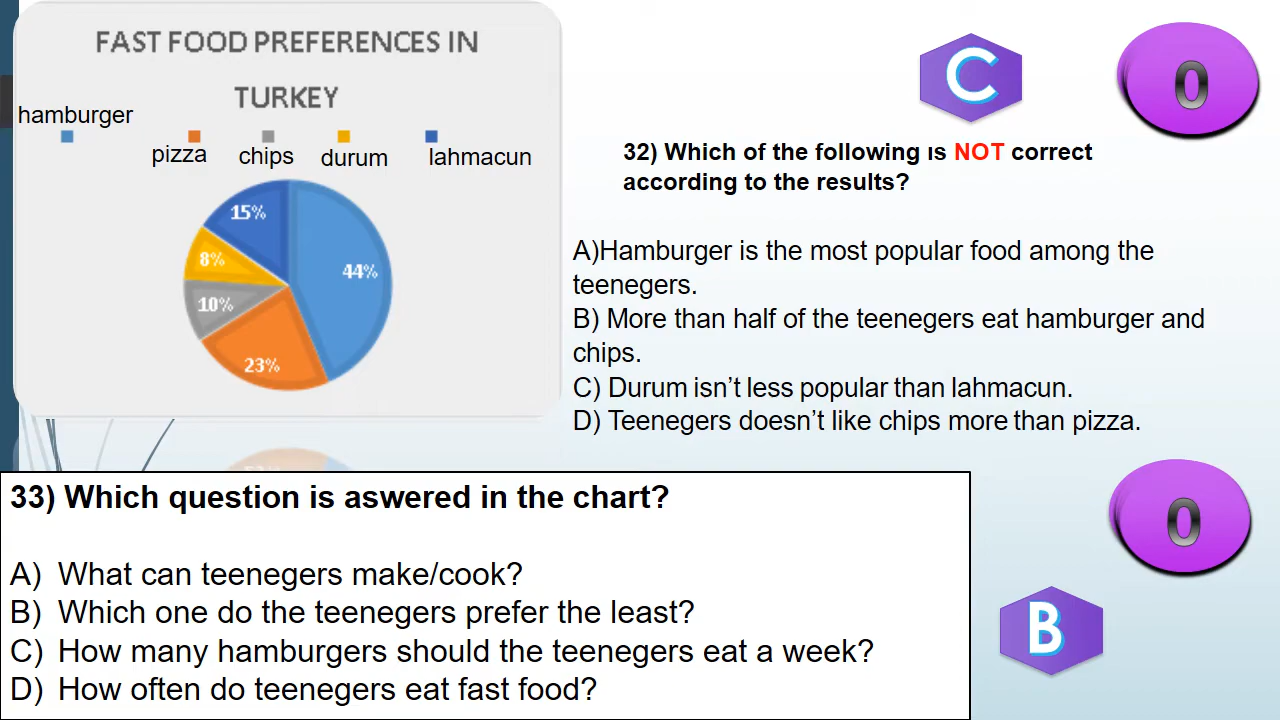 FAST FOOD PREFERENCES IN
TURKEY
hamburger
pizza
chips
durum
lahmacun
15%
44%
8%
10%
23%
C
0
32) Which of the following ıs NOT correct
according to the results?
A)Hamburger is the most popular food among the
teenegers.
B) More than half of the teenegers eat hamburger and
chips.
C) Durum isn’t less popular than lahmacun.
D) Teenegers doesn’t like chips more than pizza.
33) Which question is aswered in the chart?
A) What can teenegers make/cook?
B) Which one do the teenegers prefer the least?
C) How many hamburgers should the teenegers eat a week?
D) How often do teenegers eat fast food?
0
B